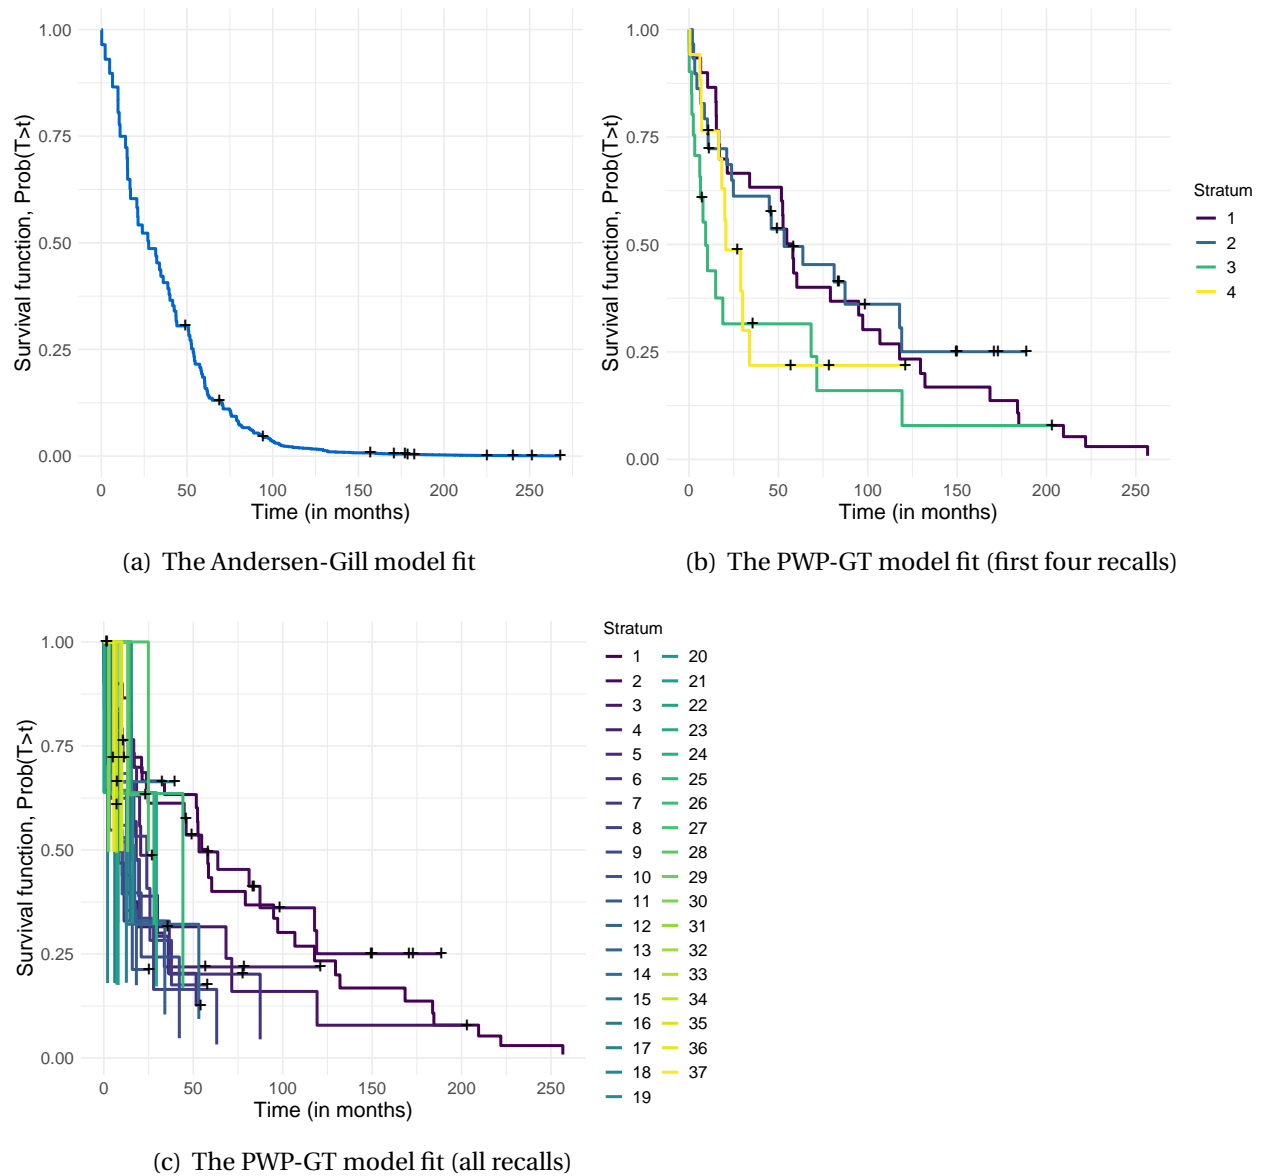 1.00
0.75
0.50
0.25
0.00
Survival function, Prob(T>t)
0 50 100 150 200 250
Time (in months)
(a) The Andersen-Gill model fit
1.00
0.75
0.50
0.25
0.00
Survival function, Prob(T>t)
0 50 100 150 200 250
Time (in months)
Stratum
1
2
3
4
(b) The PWP-GT model fit (first four recalls)
1.00
0.75
0.50
0.25
0.00
Survival function, Prob(T>t)
0 50 100 150 200 250
Time (in months)
Stratum
1 20
2 21
3 22
4 23
5 24
6 25
7 26
8 27
9 28
10 29
11 30
12 31
13 32
14 33
15 34
16 35
17 36
18 37
19
(c) The PWP-GT model fit (all recalls)